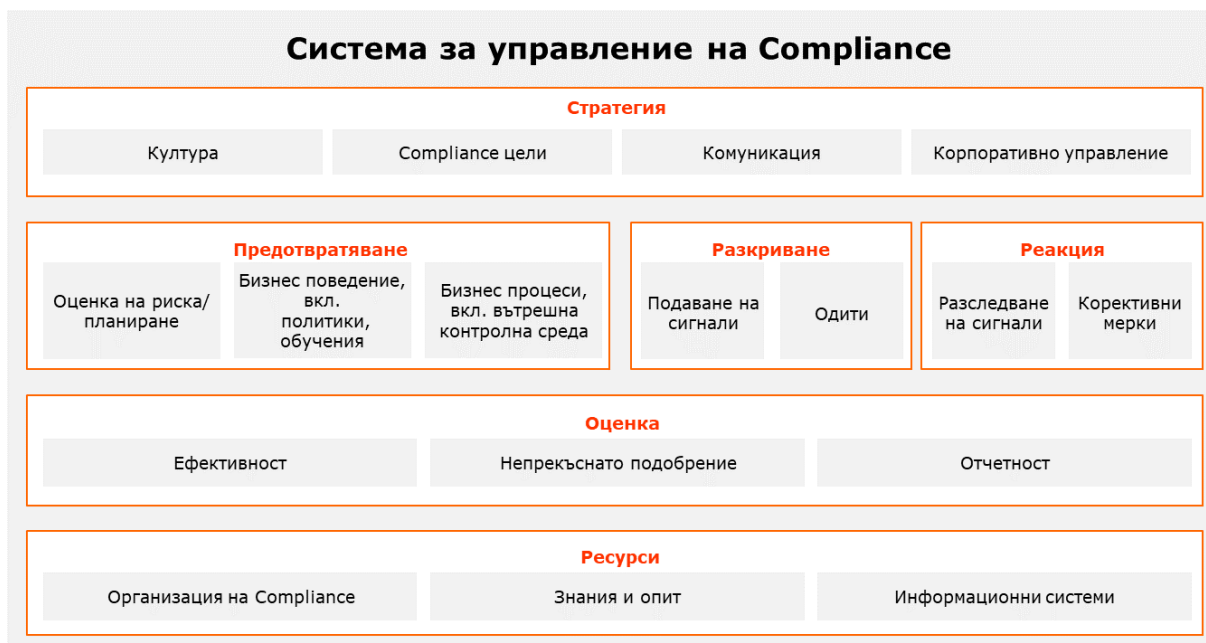 Система за управление на Compliance
Стратегия
Култура
Compliance цели
Комуникация
Корпоративно управление
Предотвратяване
Оценка на риска/
планиране
Бизнес поведение,
вкл.
политики,
обучения
Бизнес процеси,
вкл. вътрешна
контролна среда
Разкриване
Подаване на
сигнали
Одити
Реакция
Разследване
на сигнали
Корективни
мерки
Оценка
Ефективност
Непрекъснато подобрение
Отчетност
Ресурси
Организация на Compliance
Знания и опит
Информационни системи